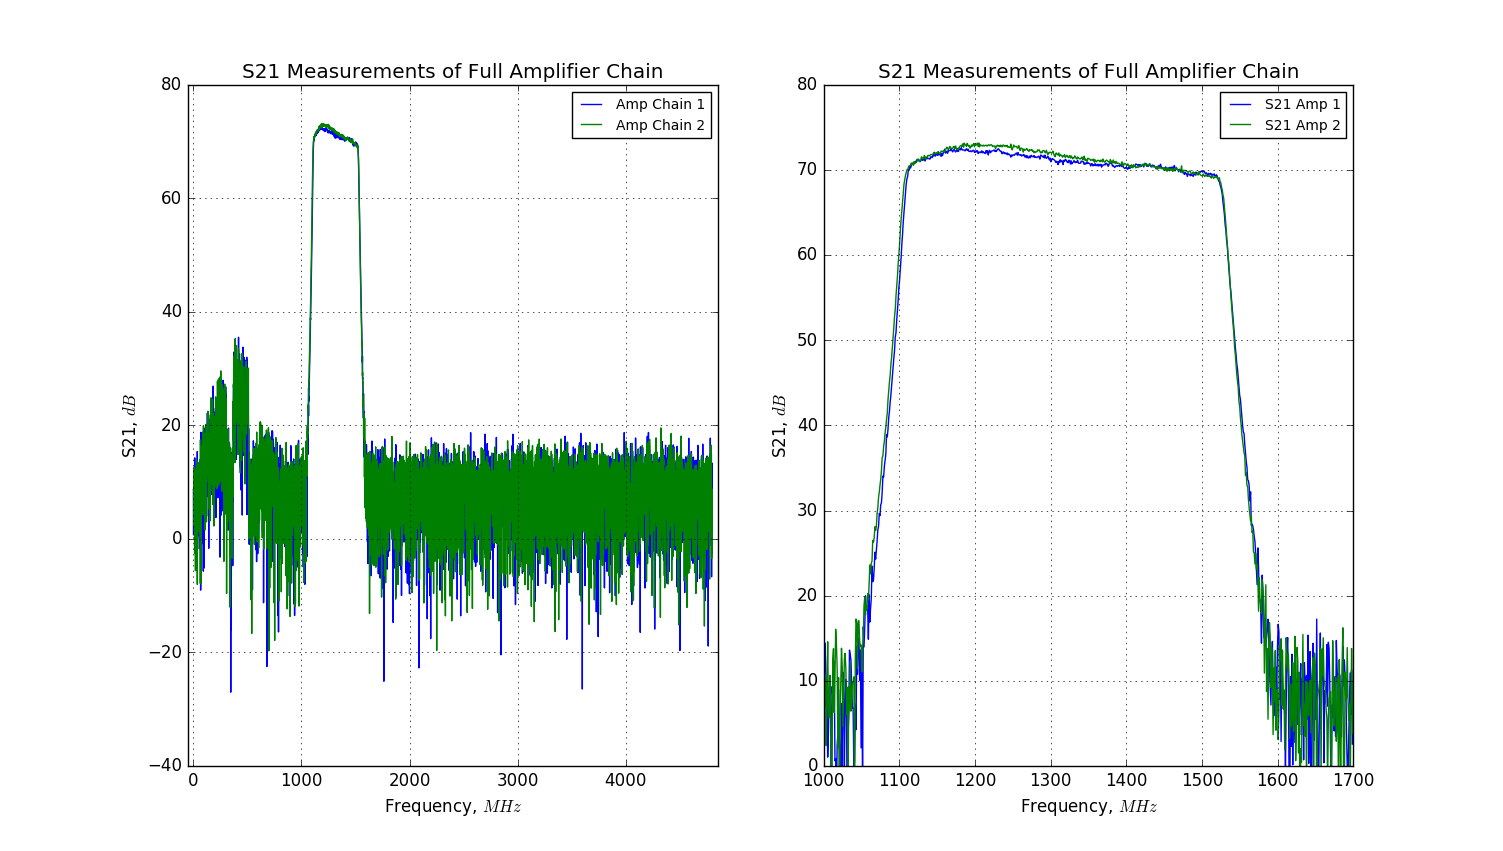 S21 Measurements of Full Amplifier Chain
Amp Chain 1
Amp Chain 2
80
60
40
20
0
−20
−40
S21, dB
0 1000 2000 3000 4000
Frequency, MHz
S21 Measurements of Full Amplifier Chain
S21 Amp 1
S21 Amp 2
80
70
60
50
40
30
20
10
0
S21, dB
1000 1100 1200 1300 1400 1500 1600 1700
Frequency, MHz